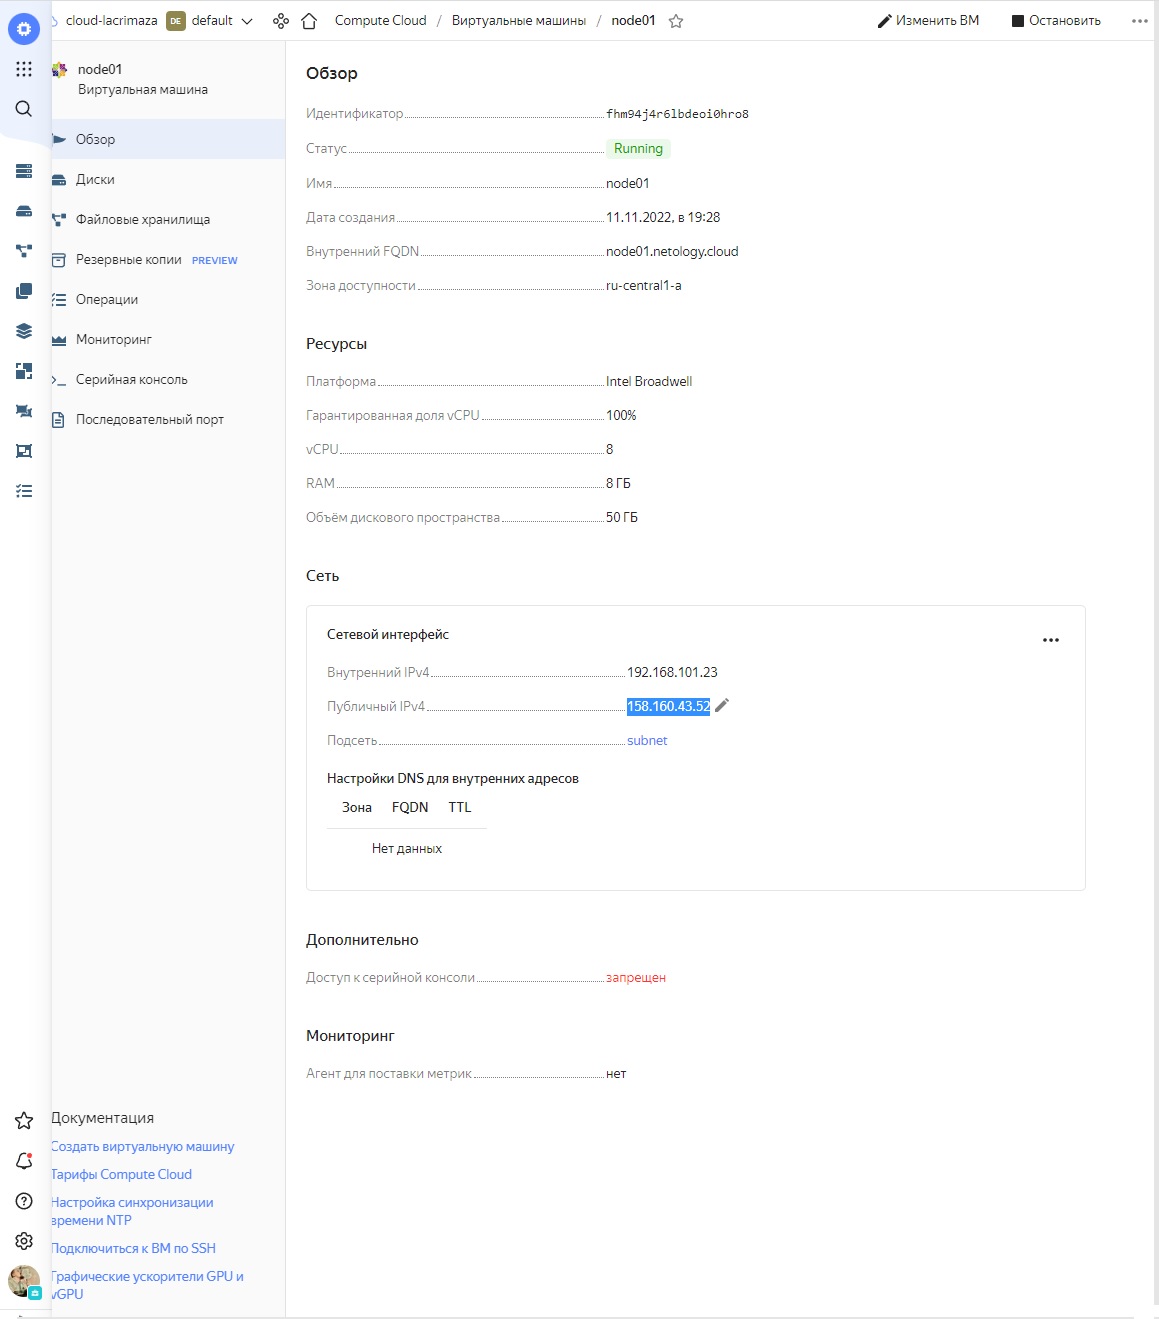 cloud-lacrimaza DE default Compute Cloud / Виртуальные машины / node01 Изменить ВМ Остановить
node01
Виртуальная машина
Обзор
Диски
Файловые хранилища
Резервные копии PREVIEW
Операции
Мониторинг
Серийная консоль
Последовательный порт
Документация
Создать виртуальную машину
Тарифы Compute Cloud
Настройка синхронизации
времени NTP
Подключиться к ВМ по SSH
Графические ускорители GPU и
vGPU
Обзор
Идентификатор fhm94j4r6lbdeoi0hro8
Статус Running
Имя node01
Дата создания 11.11.2022, в 19:28
Внутренний FQDN node01.netology.cloud
Зона доступности ru-central1-a
Ресурсы
Платформа Intel Broadwell
Гарантированная доля vCPU 100%
vCPU 8
RAM 8 ГБ
Объём дискового пространства 50 ГБ
Сеть
Сетевой интерфейс
Внутренний IPv4 192.168.101.23
Публичный IPv4 158.160.43.52
Подсеть subnet
Настройки DNS для внутренних адресов
Зона FQDN TTL
Нет данных
Дополнительно
Доступ к серийной консоли запрещен
Мониторинг
Агент для поставки метрик нет